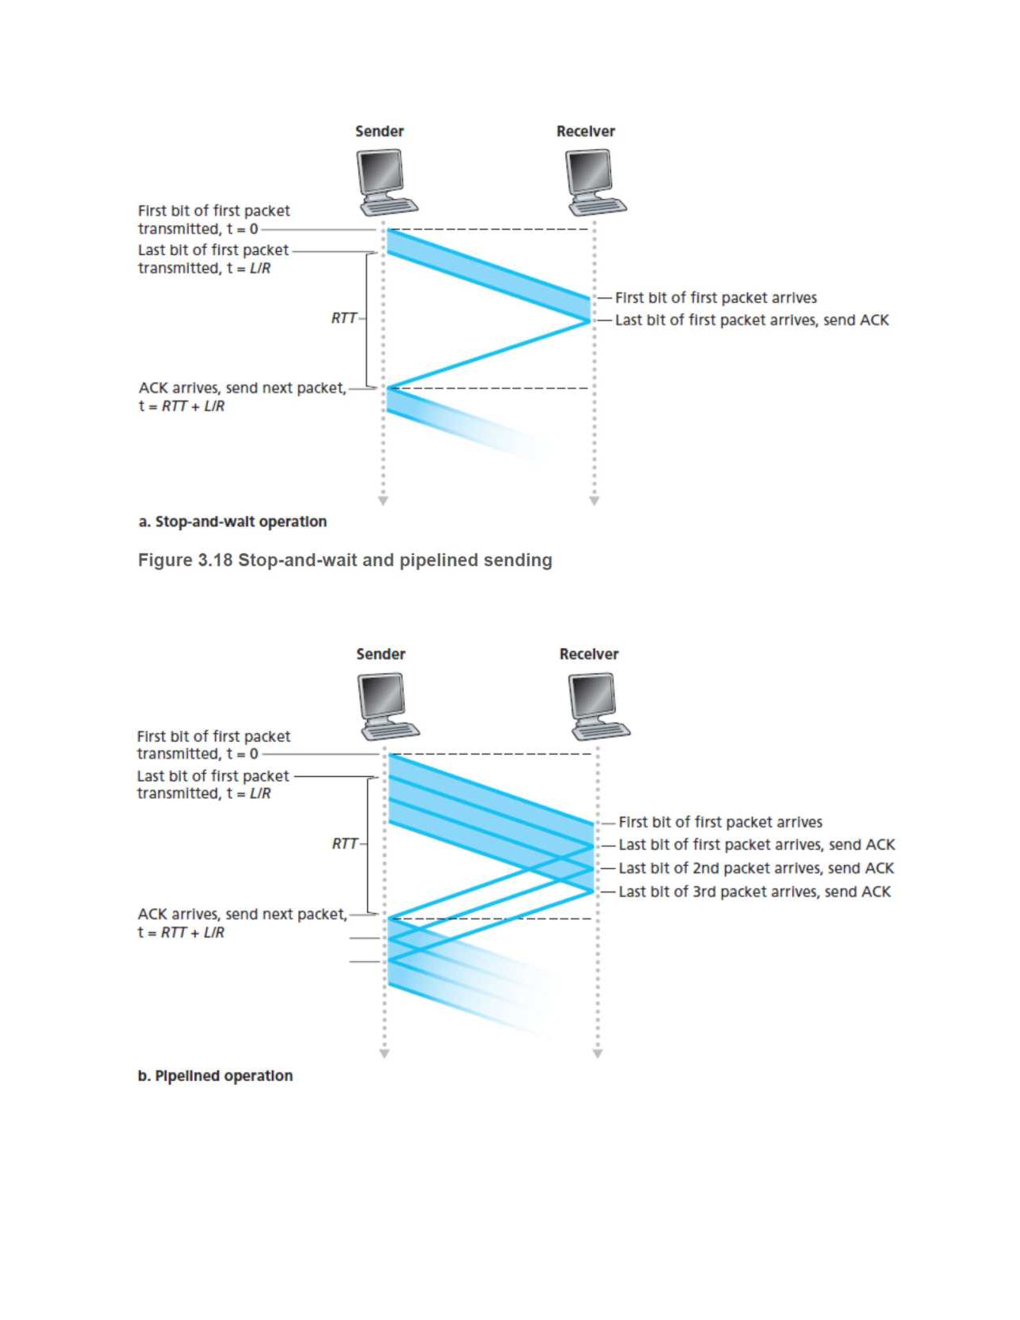 Sender Receiver
First bit of first packet
transmitted, t = 0
Last bit of first packet
transmitted, t = L/R
First bit of first packet arrives
RTT
Last bit of first packet arrives, send ACK
ACK arrives, send next packet,
t = RTT + L/R
a. Stop-and-wait operation
Figure 3.18 Stop-and-wait and pipelined sending
Sender Receiver
First bit of first packet
transmitted, t = 0
Last bit of first packet
transmitted, t = L/R
First bit of first packet arrives
RTT
Last bit of first packet arrives, send ACK
Last bit of 2nd packet arrives, send ACK
Last bit of 3rd packet arrives, send ACK
ACK arrives, send next packet,
t = RTT + L/R
b. Pipelined operation